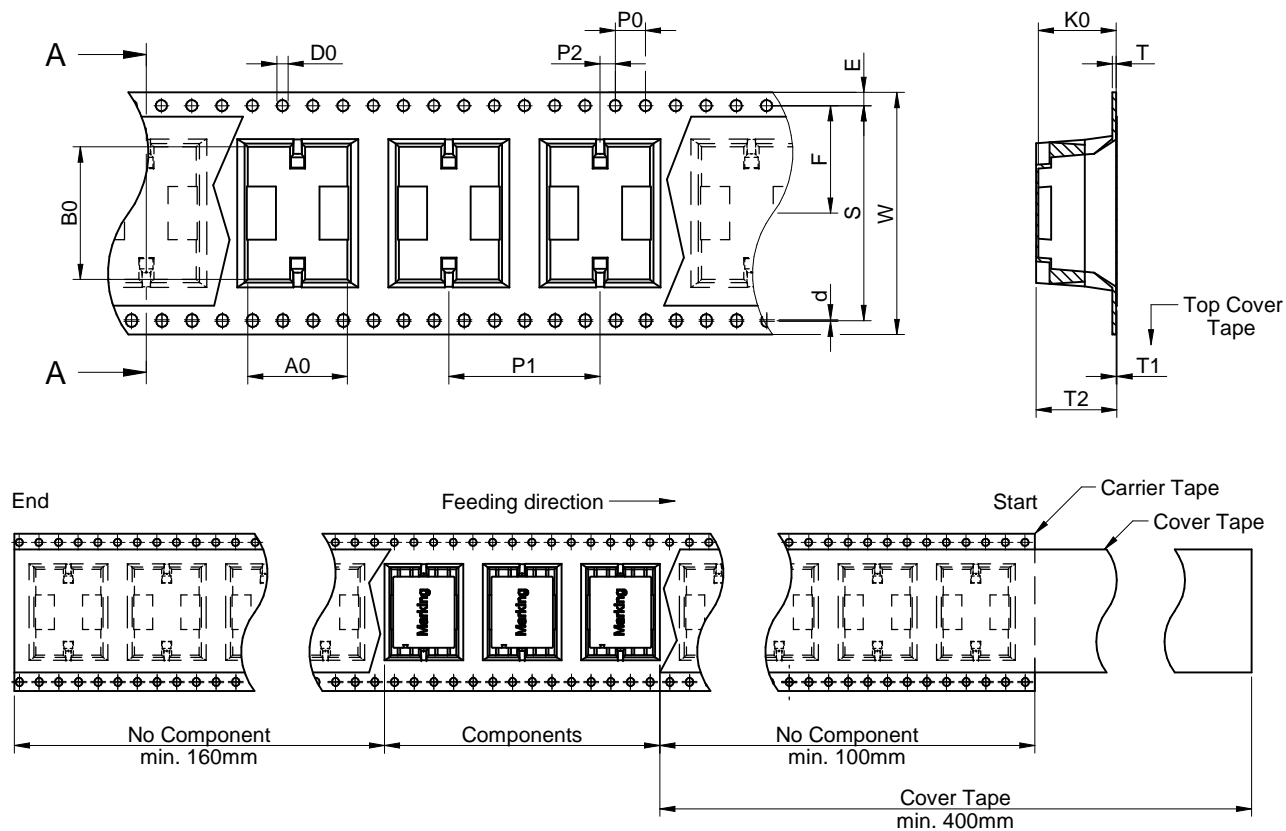 P0
K0
A
D0
P2
E
T
B0
F
S
W
d
Top Cover
Tape
A
A0
P1
T1
T2
End
Feeding direction
Start
Carrier Tape
Cover Tape
Marking
Marking
Marking
No Component
min. 160mm
Components
No Component
min. 100mm
Cover Tape
min. 400mm